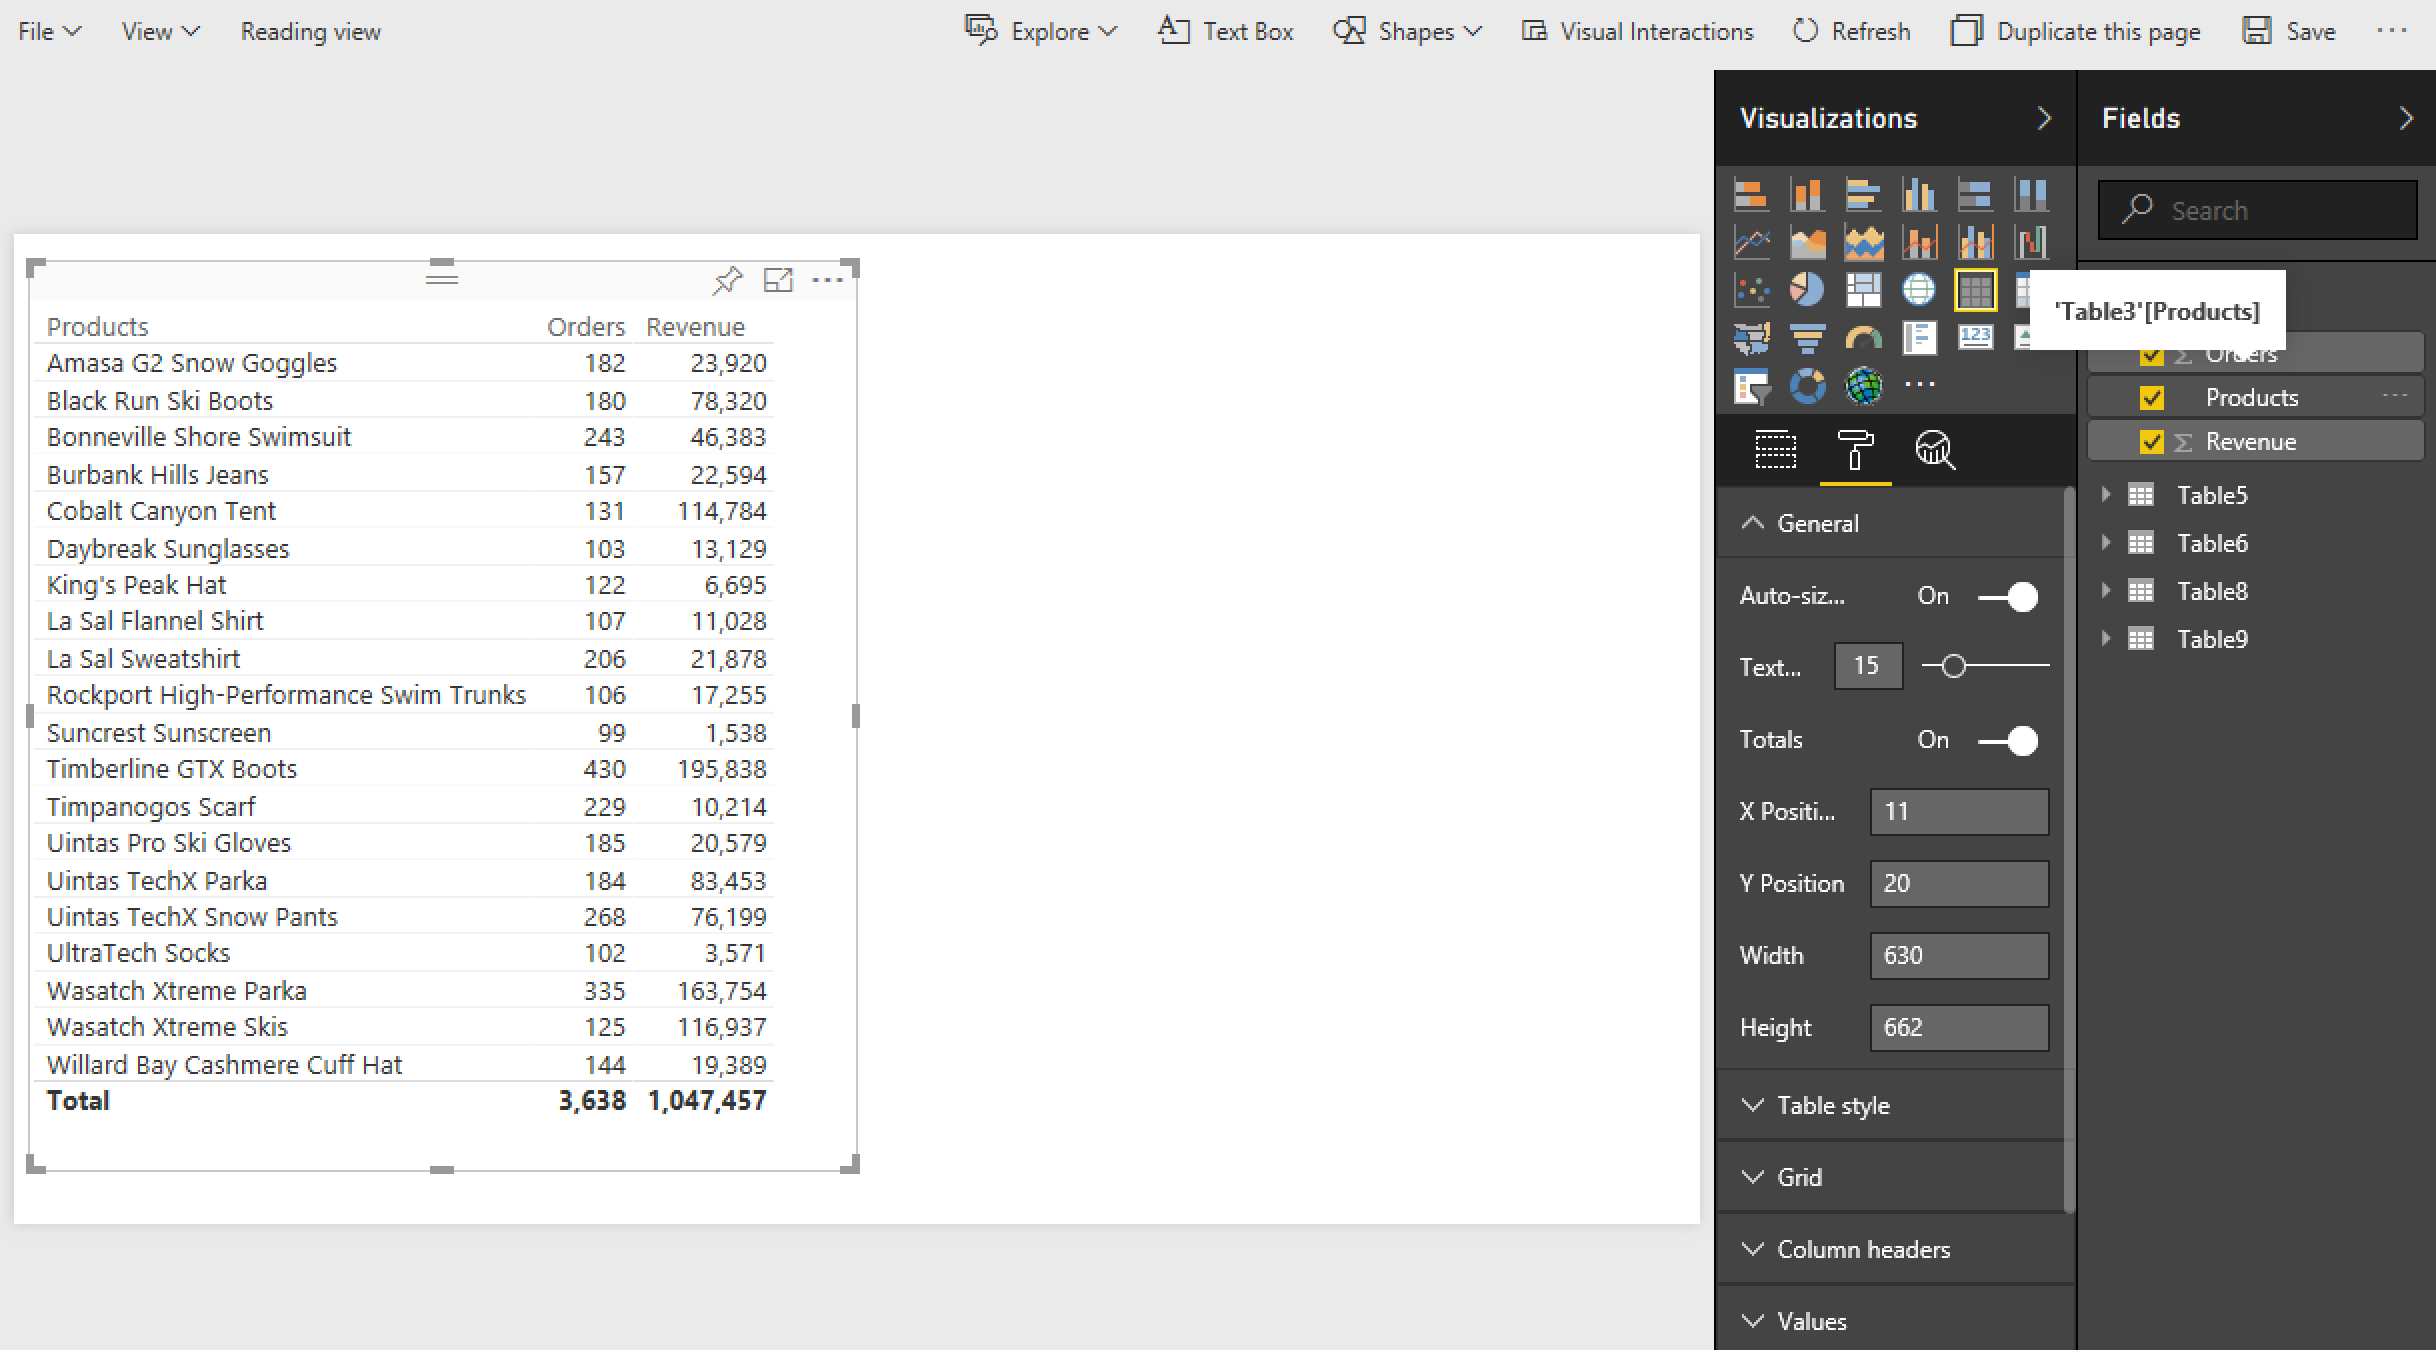 File View Reading view Explore Text Box Shapes Visual Interactions Refresh Duplicate this page Save ...
Products Orders Revenue
Amasa G2 Snow Goggles 182 23,920
Black Run Ski Boots 180 78,320
Bonneville Shore Swimsuit 243 46,383
Burbank Hills Jeans 157 22,594
Cobalt Canyon Tent 131 114,784
Daybreak Sunglasses 103 13,129
King's Peak Hat 122 6,695
La Sal Flannel Shirt 107 11,028
La Sal Sweatshirt 206 21,878
Rockport High-Performance Swim Trunks 106 17,255
Suncrest Sunscreen 99 1,538
Timberline GTX Boots 430 195,838
Timpanogos Scarf 229 10,214
Uintas Pro Ski Gloves 185 20,579
Uintas TechX Parka 184 83,453
Uintas TechX Snow Pants 268 76,199
UltraTech Socks 102 3,571
Wasatch Xtreme Parka 335 163,754
Wasatch Xtreme Skis 125 116,937
Willard Bay Cashmere Cuff Hat 144 19,389
Total 3,638 1,047,457
Visualizations
123
General
Auto-siz... On
Text... 15
Totals On
X Positi... 11
Y Position 20
Width 630
Height 662
Table style
Grid
Column headers
Values
Fields
Search
'Table3'[Products]
Σ Orders
Products ...
Σ Revenue
Table5
Table6
Table8
Table9